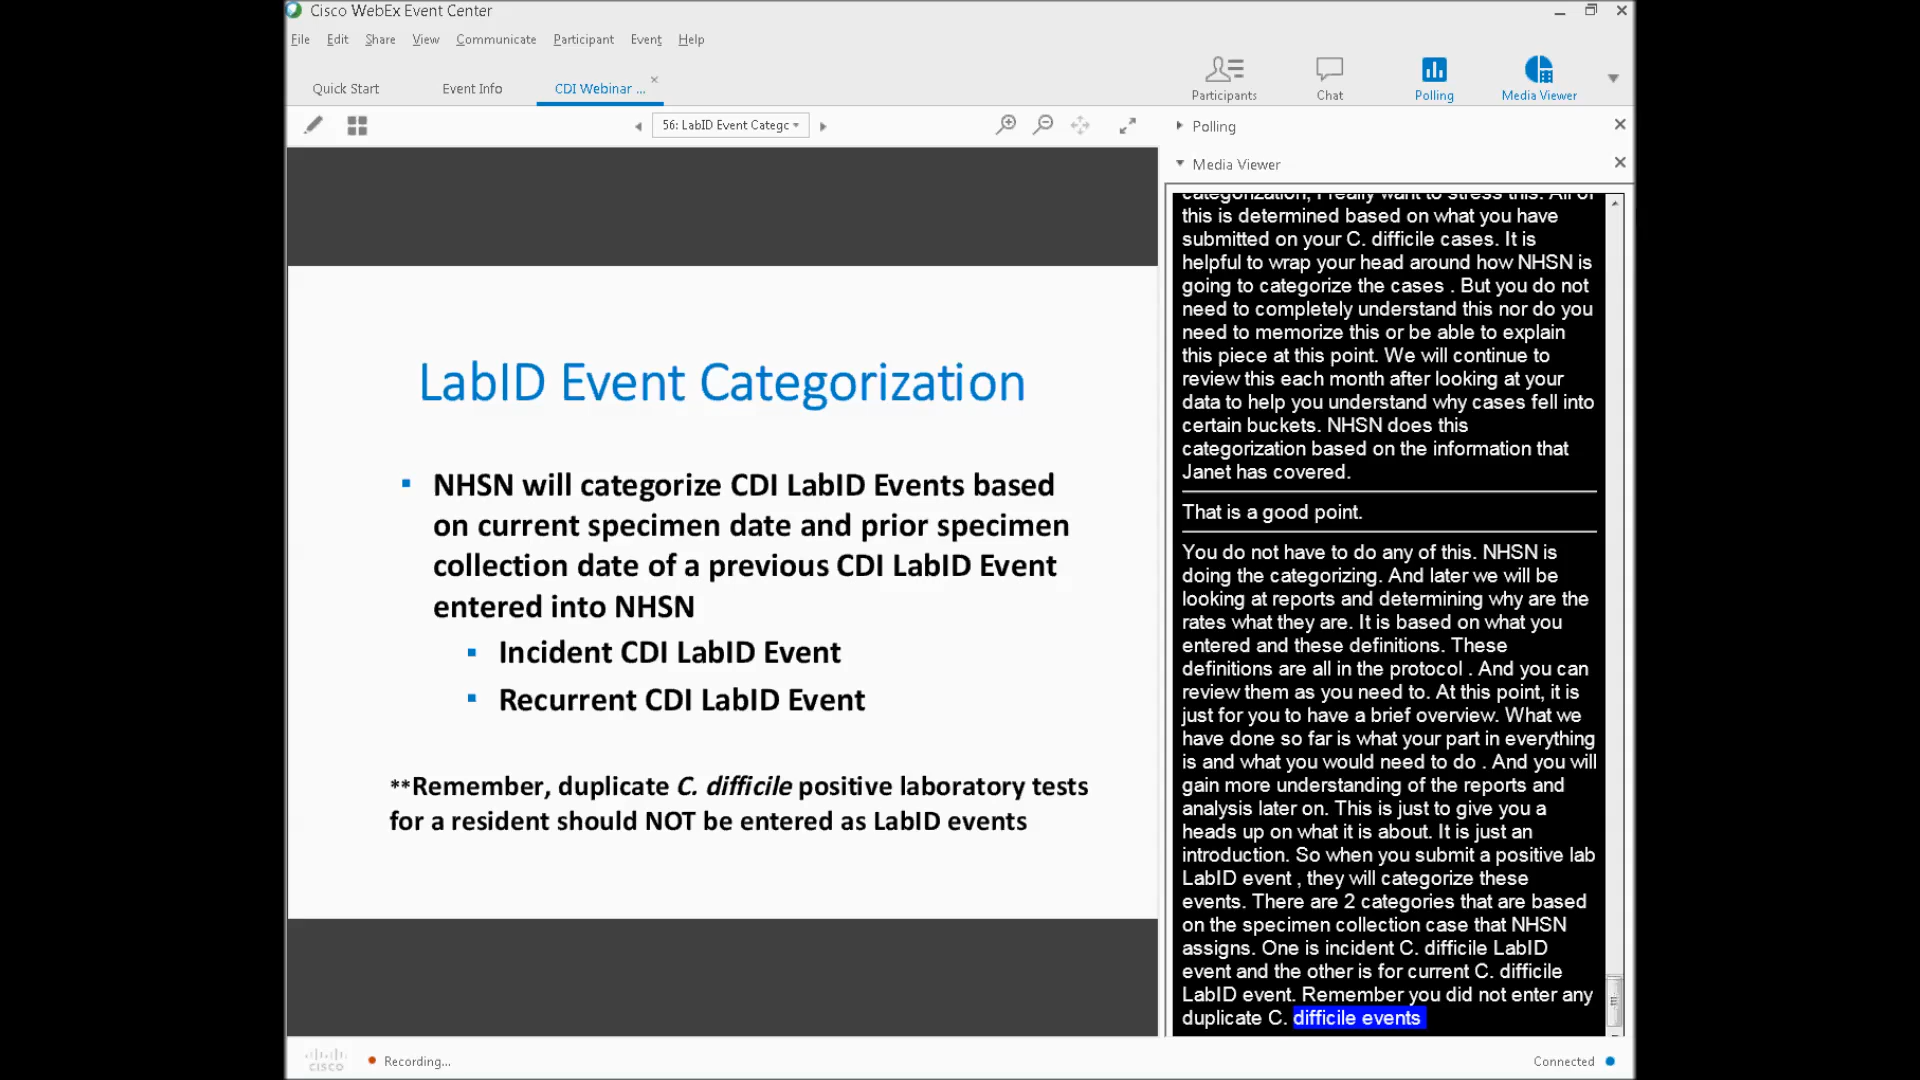 Cisco WebEx Event Center
File Edit Share View Communicate Participant Event Help
Quick Start Event Info CDI Webinar ...
Participants Chat Polling Media Viewer
56: LabID Event Categc
Polling
Media Viewer
LabID Event Categorization
NHSN will categorize CDI LabID Events based
on current specimen date and prior specimen
collection date of a previous CDI LabID Event
entered into NHSN
Incident CDI LabID Event
Recurrent CDI LabID Event
**Remember, duplicate C. difficile positive laboratory tests
for a resident should NOT be entered as LabID events
categorization, I really want to stress this. All of
this is determined based on what you have
submitted on your C. difficile cases. It is
helpful to wrap your head around how NHSN is
going to categorize the cases . But you do not
need to completely understand this nor do you
need to memorize this or be able to explain
this piece at this point. We will continue to
review this each month after looking at your
data to help you understand why cases fell into
certain buckets. NHSN does this
categorization based on the information that
Janet has covered.
That is a good point.
You do not have to do any of this. NHSN is
doing the categorizing. And later we will be
looking at reports and determining why are the
rates what they are. It is based on what you
entered and these definitions. These
definitions are all in the protocol . And you can
review them as you need to. At this point, it is
just for you to have a brief overview. What we
have done so far is what your part in everything
is and what you would need to do . And you will
gain more understanding of the reports and
analysis later on. This is just to give you a
heads up on what it is about. It is just an
introduction. So when you submit a positive lab
LabID event , they will categorize these
events. There are 2 categories that are based
on the specimen collection case that NHSN
assigns. One is incident C. difficile LabID
event and the other is for current C. difficile
LabID event. Remember you did not enter any
duplicate C. difficile events
cisco Recording...
Connected